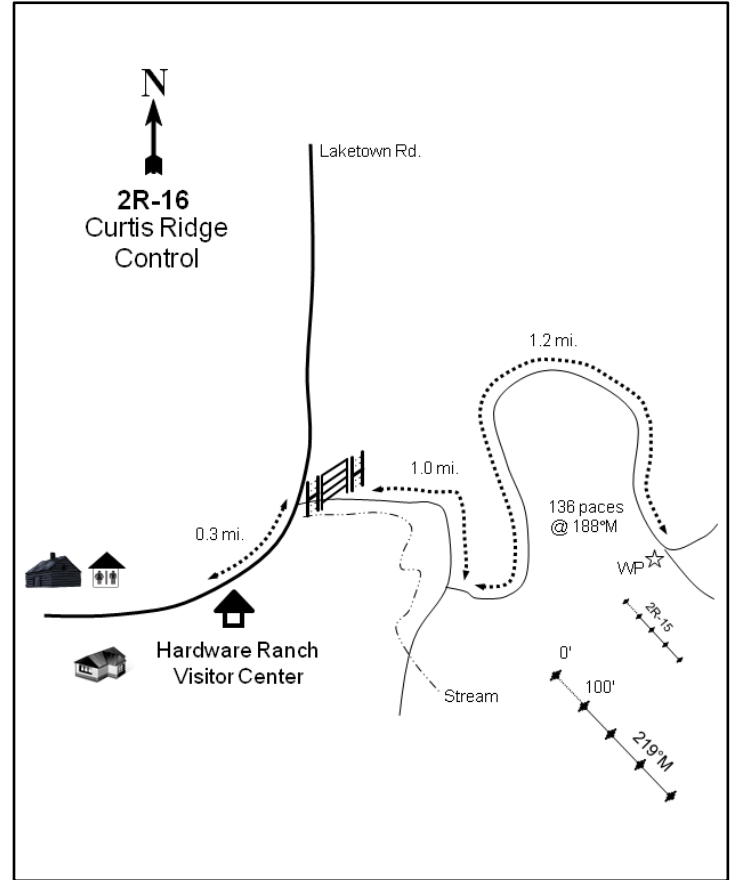 N
2R-16
Curtis Ridge
Control
Laketown Rd.
1.2 mi.
1.0 mi.
136 paces
@ 188°M
0.3 mi.
WP
2R-15
Hardware Ranch
Visitor Center
0'
100'
Stream
219°M